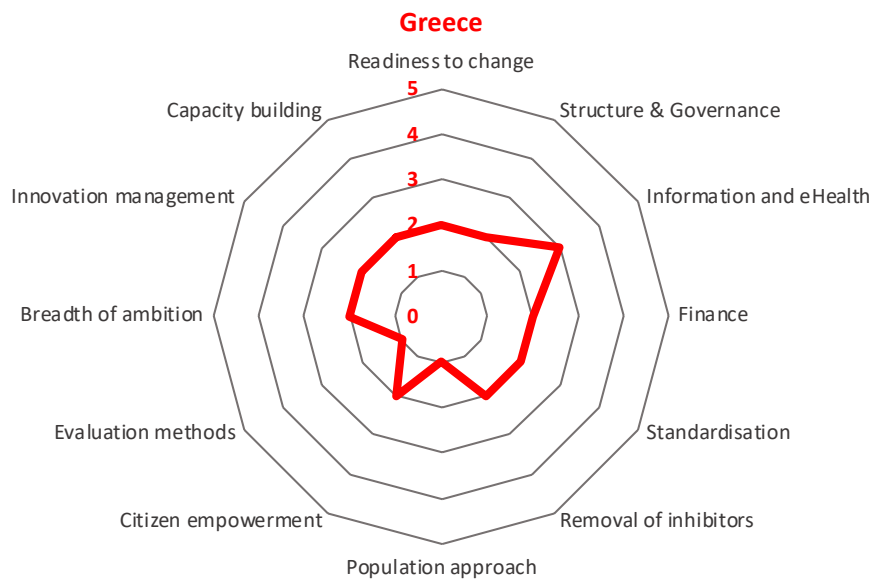 Greece
Readiness to change
5
Capacity building
Structure & Governance
4
3
Innovation management
Information and eHealth
2
1
Breadth of ambition
0
Finance
Evaluation methods
Standardisation
Citizen empowerment
Removal of inhibitors
Population approach